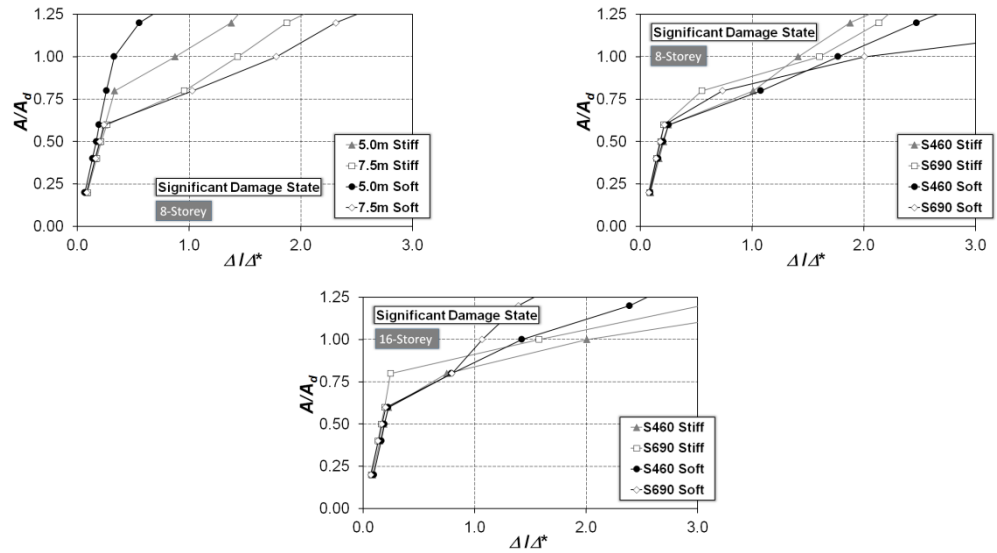 1.25
1.00
0.75
0.50
0.25
0.00
A/A_d
0.0 1.0 2.0 3.0
Δ/Δ*
5.0m Stiff
7.5m Stiff
5.0m Soft
7.5m Soft
Significant Damage State
8-Storey
1.25
1.00
0.75
0.50
0.25
0.00
A/A_d
0.0 1.0 2.0 3.0
Δ/Δ*
Significant Damage State
8-Storey
S460 Stiff
S690 Stiff
S460 Soft
S690 Soft
1.25
1.00
0.75
0.50
0.25
0.00
A/A_d
0.0 1.0 2.0 3.0
Δ/Δ*
Significant Damage State
16-Storey
S460 Stiff
S690 Stiff
S460 Soft
S690 Soft